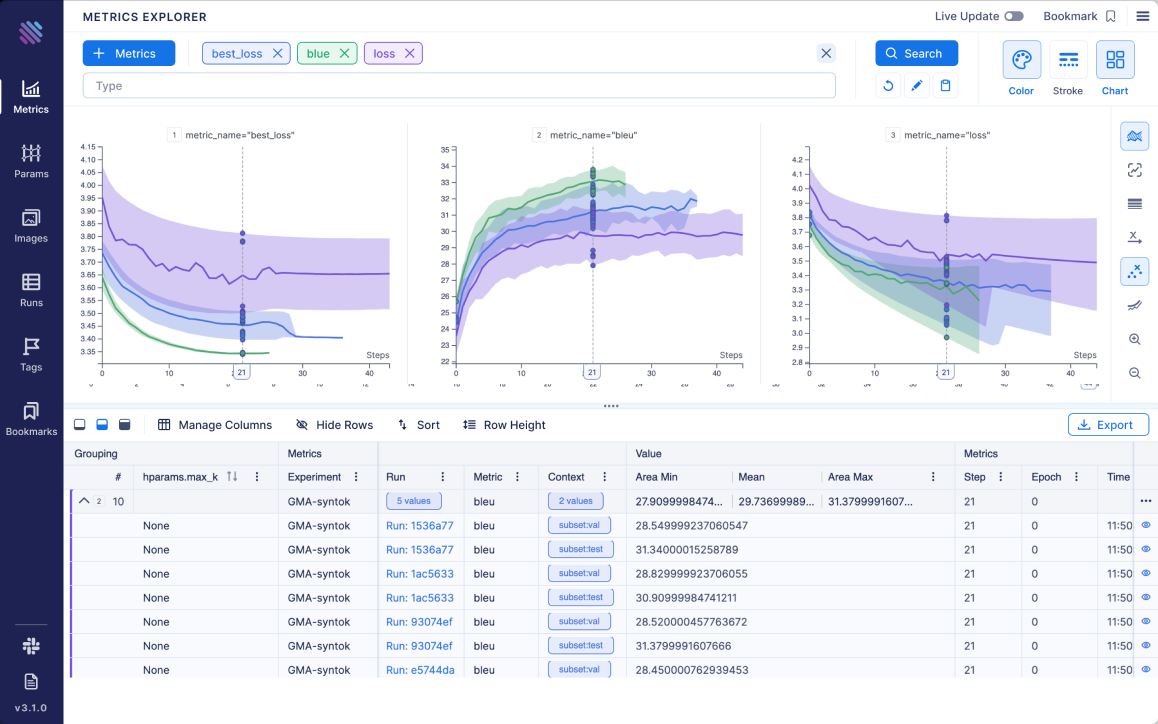 METRICS EXPLORER
Live Update
Bookmark
Metrics
best_loss
blue
loss
Search
Type
Color
Stroke
Chart
Metrics
Params
Images
Runs
Tags
Bookmarks
v3.1.0
1 metric_name="best_loss"
4.15
4.10
4.05
4.00
3.95
3.90
3.85
3.80
3.75
3.70
3.65
3.60
3.55
3.50
3.45
3.40
3.35
0 10 21 30 40
Steps
2 metric_name="bleu"
35
34
33
32
31
30
29
28
27
26
25
24
23
22
0 10 21 30 40
Steps
3 metric_name="loss"
4.2
4.1
4.0
3.9
3.8
3.7
3.6
3.5
3.4
3.3
3.2
3.1
3.0
2.9
2.8
0 10 21 30 40
Steps
Manage Columns
Hide Rows
Sort
Row Height
Export
Grouping Metrics Value Metrics
# hparams.max_k Experiment Run Metric Context Area Min Mean Area Max Step Epoch Time
2 10 GMA-syntok 5 values bleu 2 values 27.9099998474... 29.73699989... 31.3799991607... 21 0
None GMA-syntok Run: 1536a77 bleu subset:val 28.549999237060547 21 0 11:50
None GMA-syntok Run: 1536a77 bleu subset:test 31.34000015258789 21 0 11:50
None GMA-syntok Run: 1ac5633 bleu subset:val 28.829999923706055 21 0 11:50
None GMA-syntok Run: 1ac5633 bleu subset:test 30.90999984741211 21 0 11:50
None GMA-syntok Run: 93074ef bleu subset:val 28.520000457763672 21 0 11:50
None GMA-syntok Run: 93074ef bleu subset:test 31.3799991607666 21 0 11:50
None GMA-syntok Run: e5744da bleu subset:val 28.450000762939453 21 0 11:50